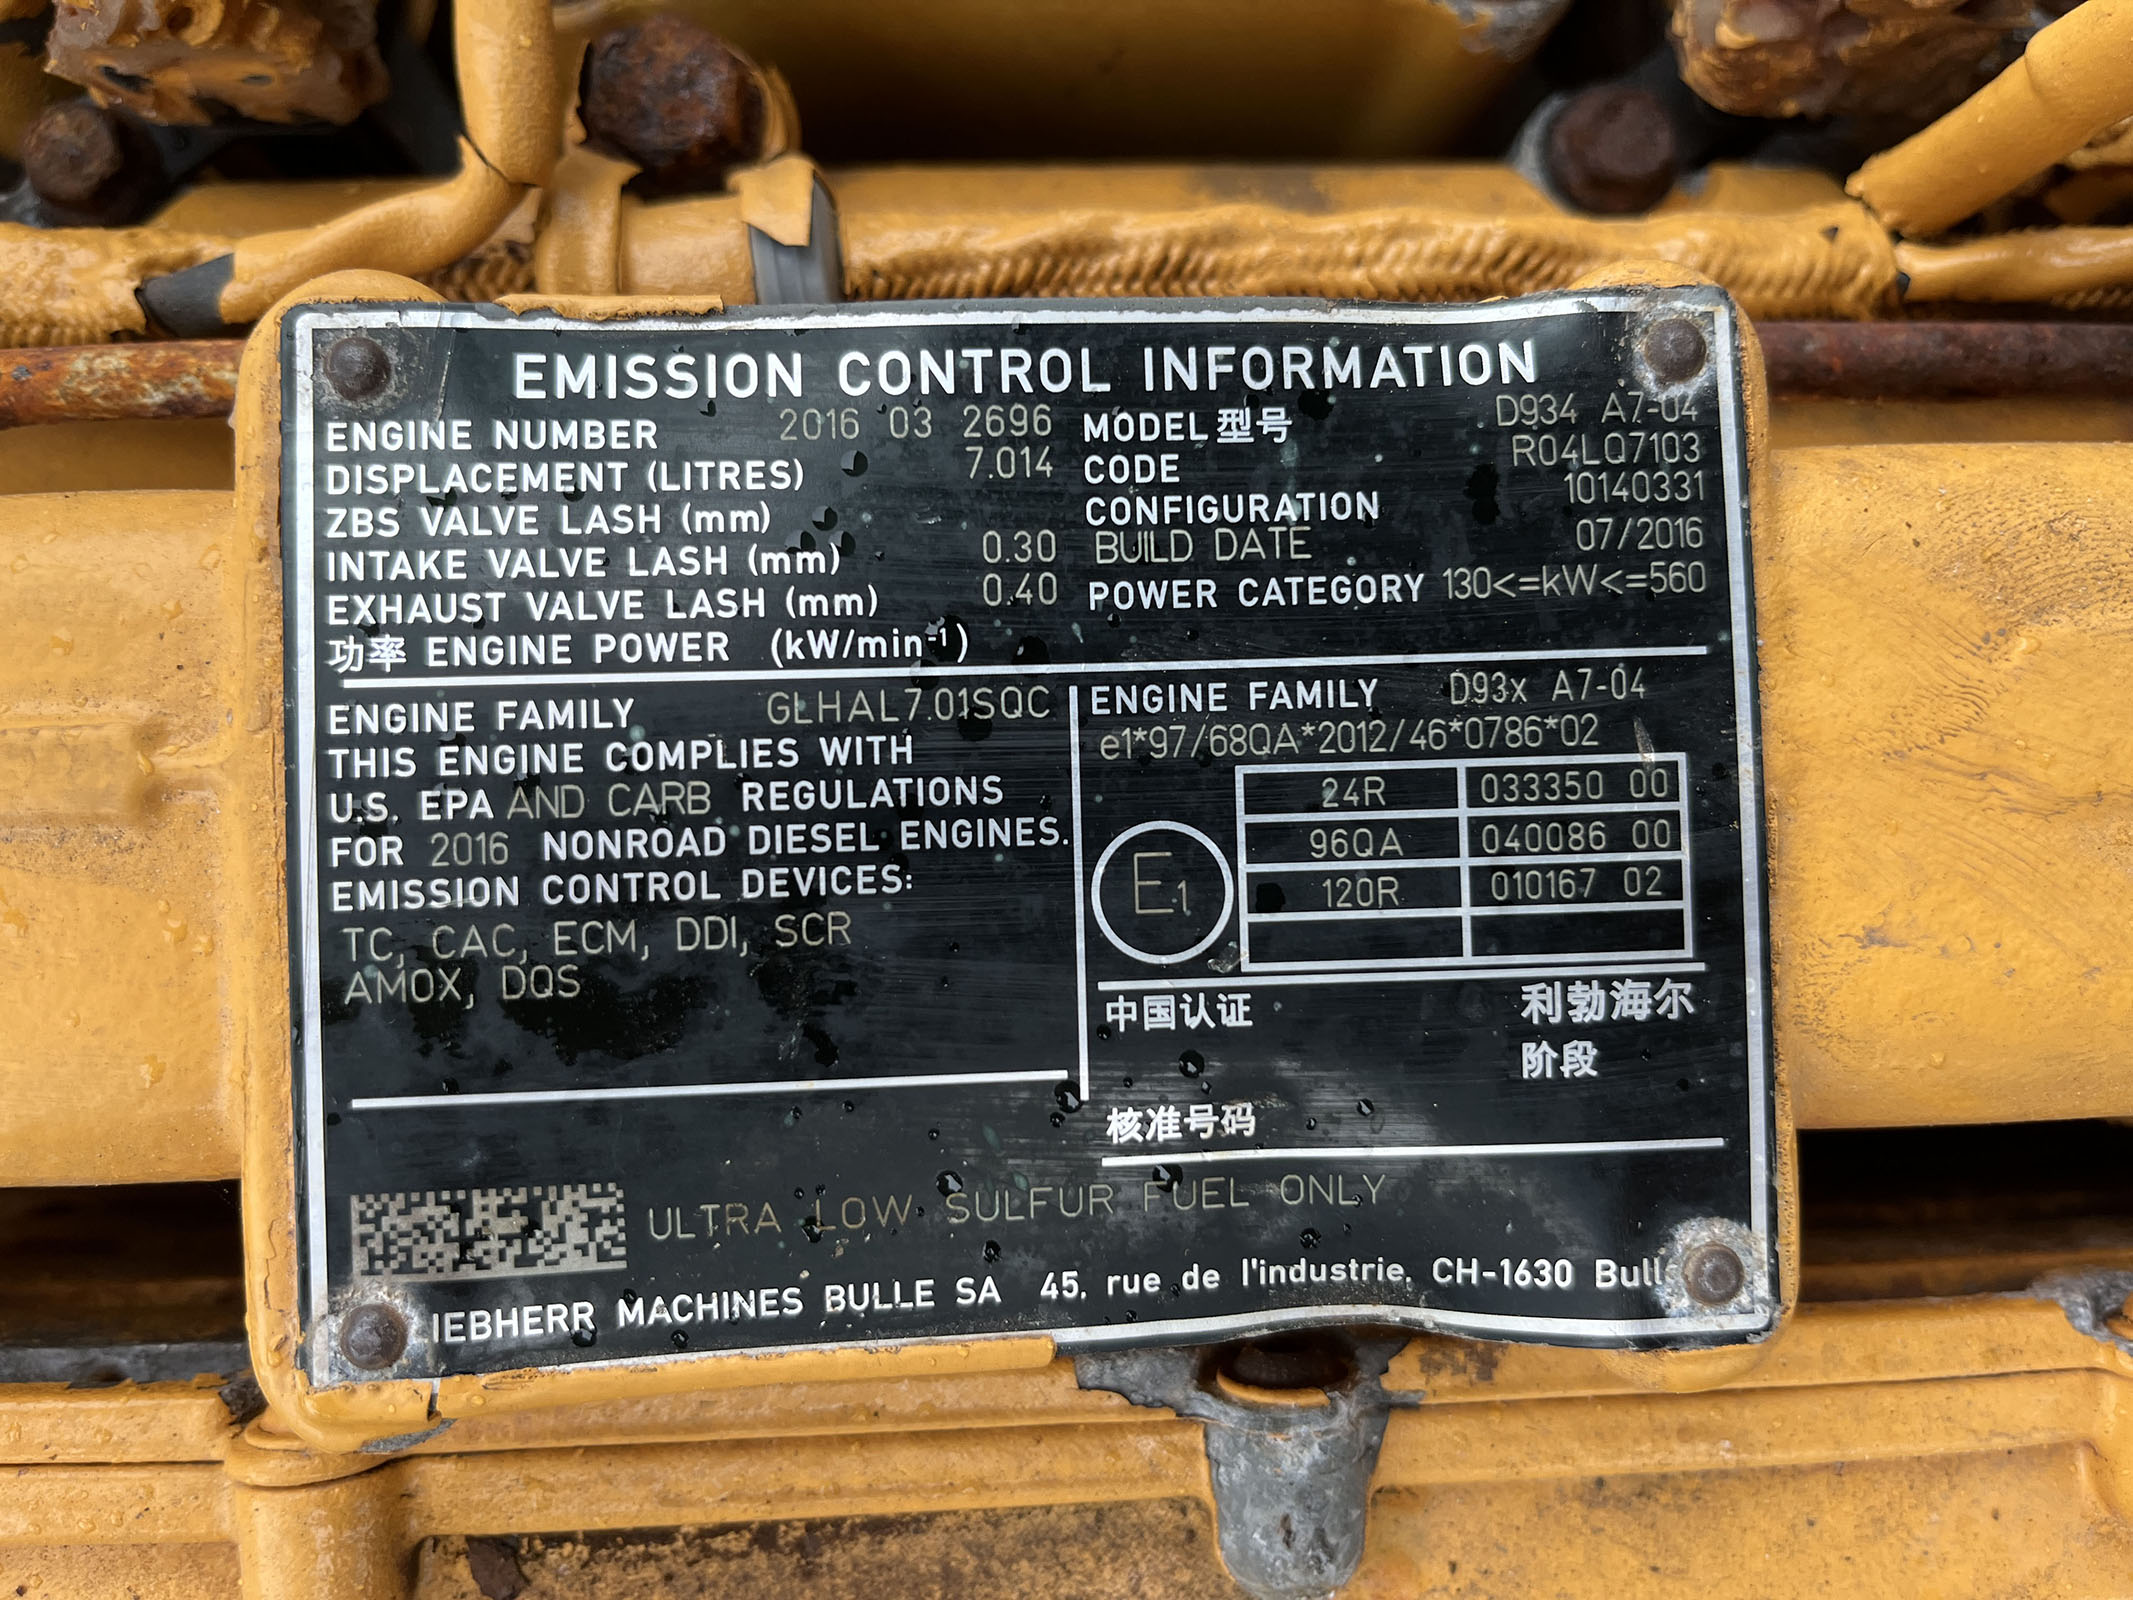 EMISSION CONTROL INFORMATION
ENGINE NUMBER 2016 03 2696
DISPLACEMENT (LITRES) 7.014
ZBS VALVE LASH (mm)
INTAKE VALVE LASH (mm) 0.30
EXHAUST VALVE LASH (mm) 0.40
功率 ENGINE POWER (kW/min⁻¹)
MODEL 型号 D934 A7-04
CODE R04LQ7103
CONFIGURATION 10140331
BUILD DATE 07/2016
POWER CATEGORY 130<=kW<=560
ENGINE FAMILY GLHAL7.01SQC
THIS ENGINE COMPLIES WITH
U.S. EPA AND CARB REGULATIONS
FOR 2016 NONROAD DIESEL ENGINES.
EMISSION CONTROL DEVICES:
TC, CAC, ECM, DDI, SCR
AMOX, DQS
ENGINE FAMILY D93x A7-04
e1*97/68QA*2012/46*0786*02
E1
24R 033350 00
96QA 040086 00
120R 010167 02
中国认证 利勃海尔
阶段
核准号码
ULTRA LOW SULFUR FUEL ONLY
IEBHERR MACHINES BULLE SA 45, rue de l'industrie, CH-1630 Bull